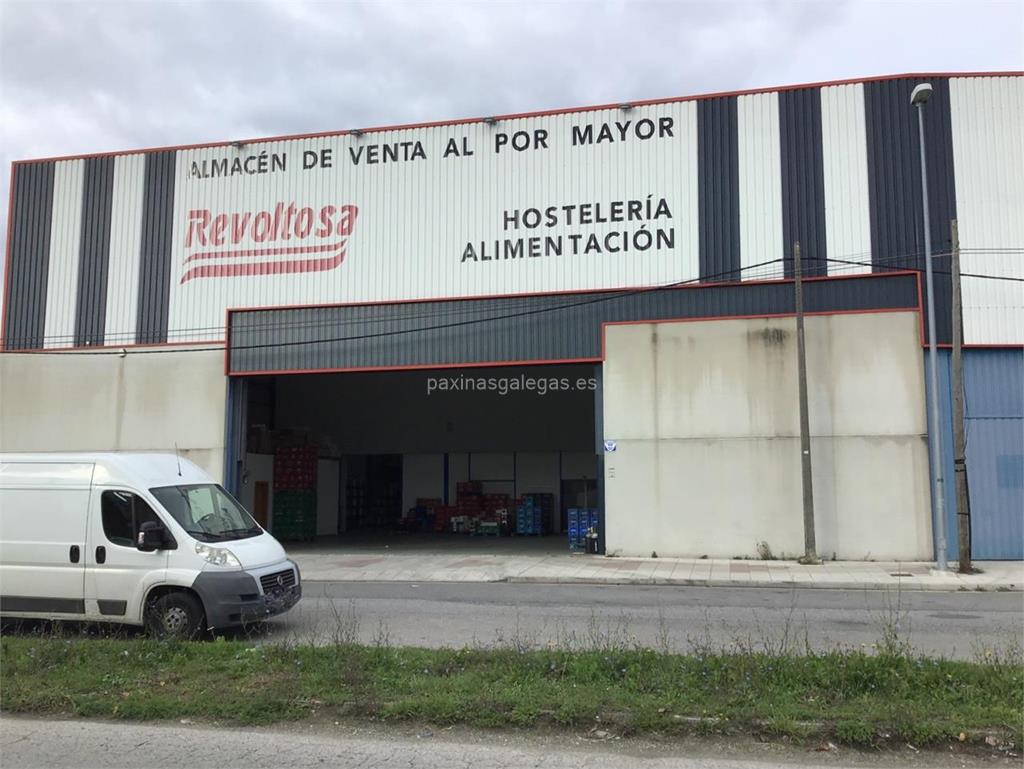 ALMACÉN DE VENTA AL POR MAYOR
Revoltosa
HOSTELERÍA
ALIMENTACIÓN
paxinasgalegas.es